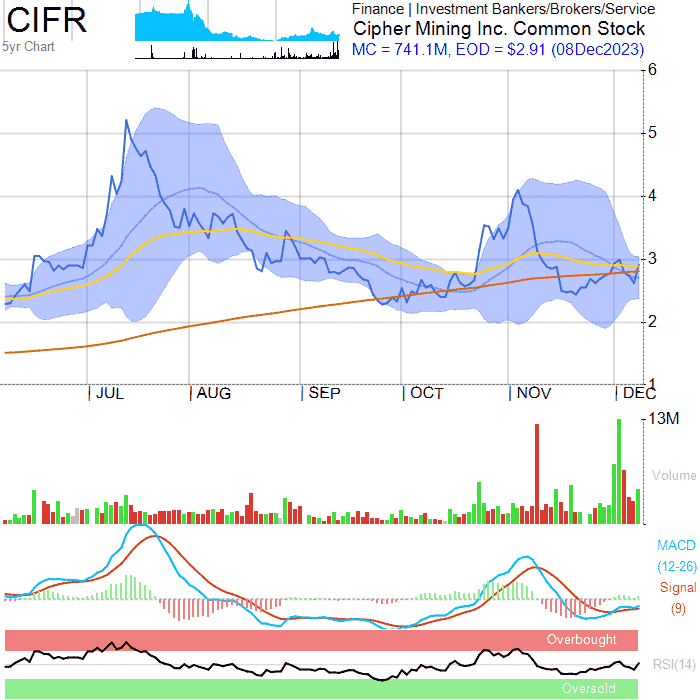 CIFR
5yr Chart
Finance | Investment Bankers/Brokers/Service
Cipher Mining Inc. Common Stock
MC = 741.1M, EOD = $2.91 (08Dec2023)
6
5
4
3
2
1
JUL AUG SEP OCT NOV DEC
13M
Volume
MACD
(12-26)
Signal
(9)
Overbought
RSI(14)
Oversold